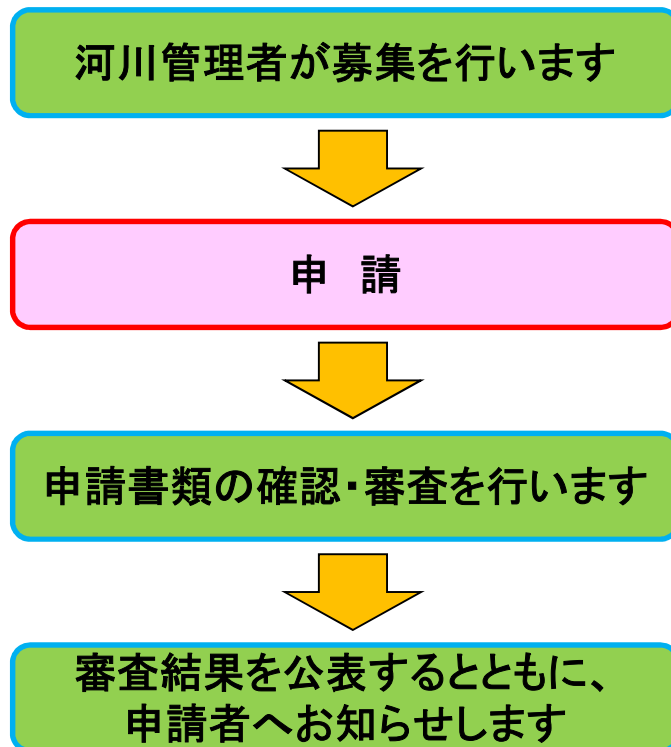 河川管理者が募集を行います
申　請
申請書類の確認・審査を行います
審査結果を公表するとともに、
申請者へお知らせします